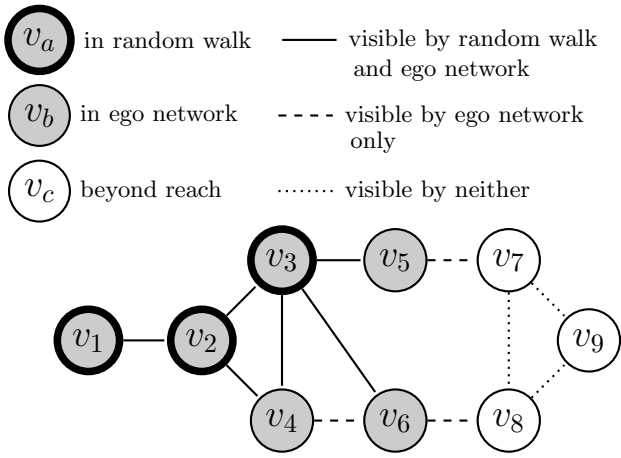 v_a in random walk
visible by random walk
and ego network
v_b in ego network
visible by ego network
only
v_c beyond reach
visible by neither
v_3 v_5 v_7
v_1 v_2 v_9
v_4 v_6 v_8